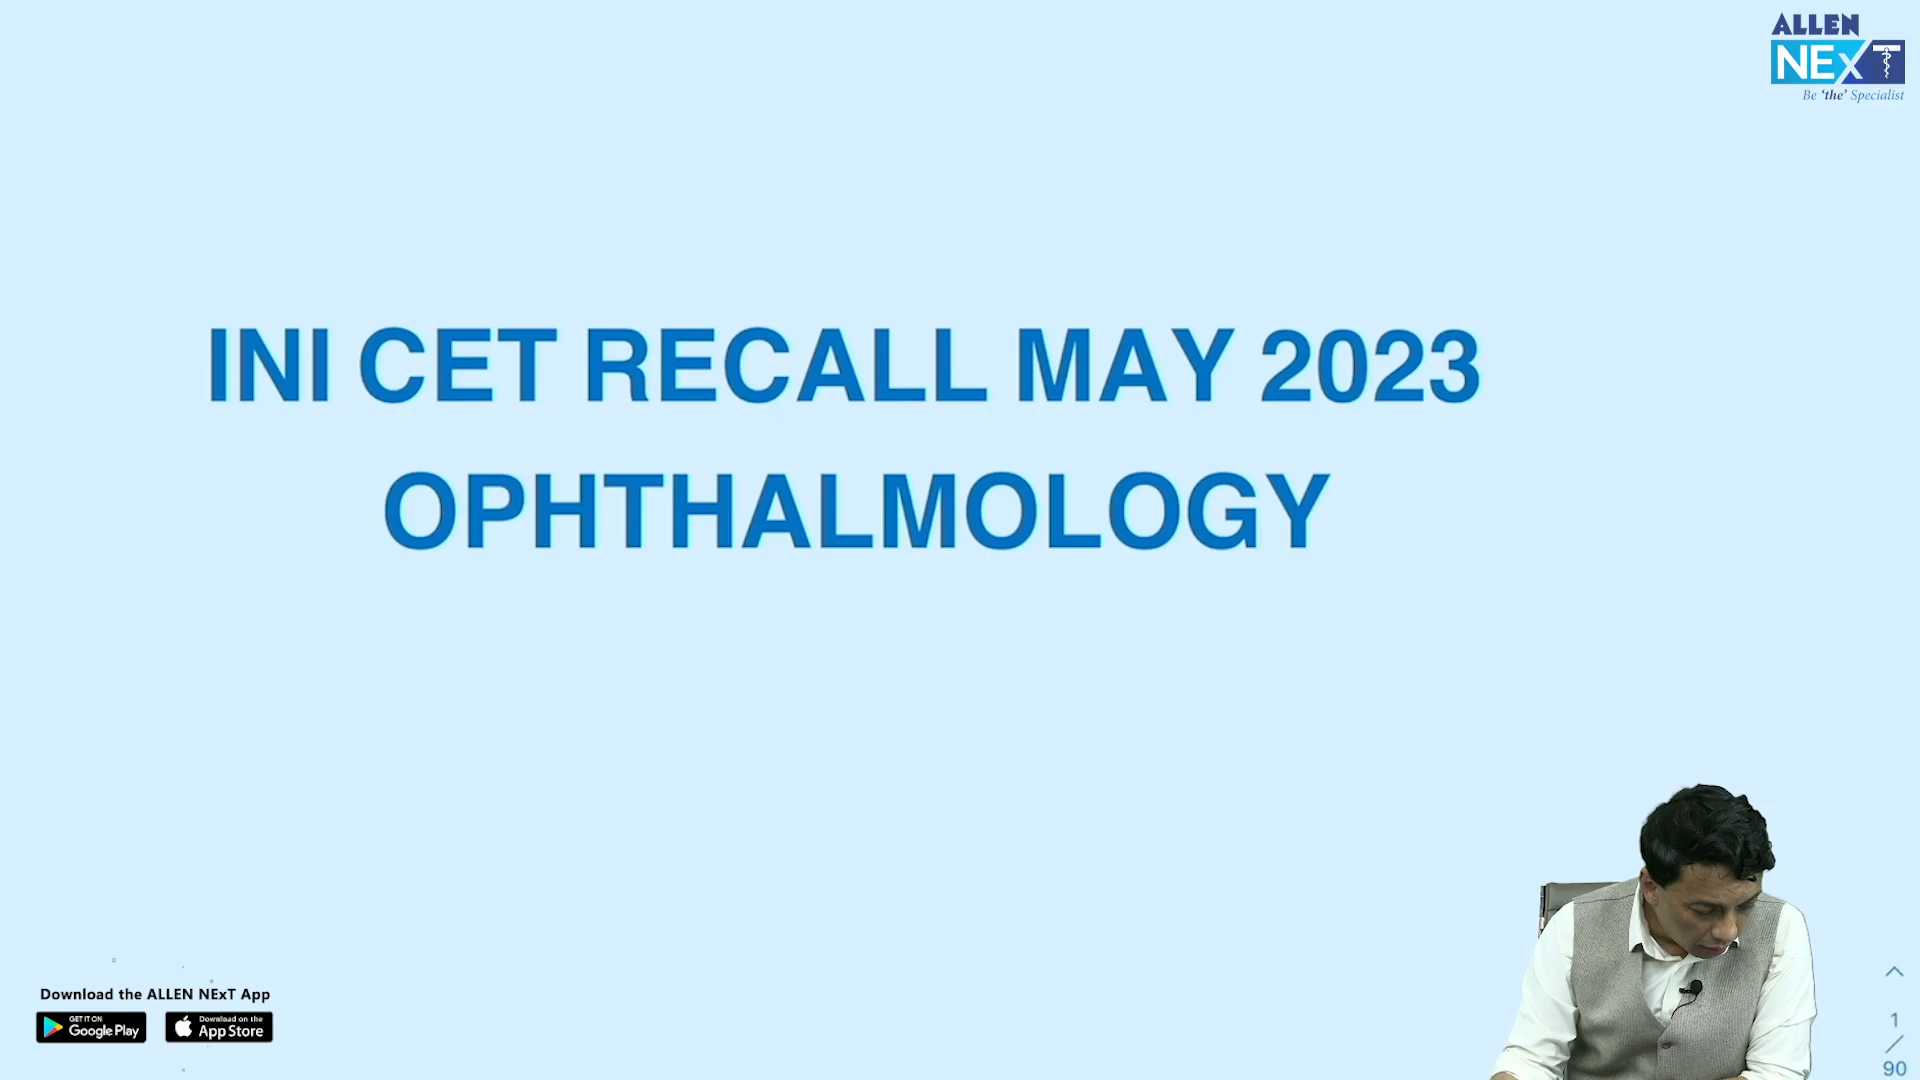 ALLEN
NEXT
Be 'the' Specialist
INI CET RECALL MAY 2023
OPHTHALMOLOGY
Download the ALLEN NExT App
GET IT ON
Google Play
Download on the
App Store
1
/
90